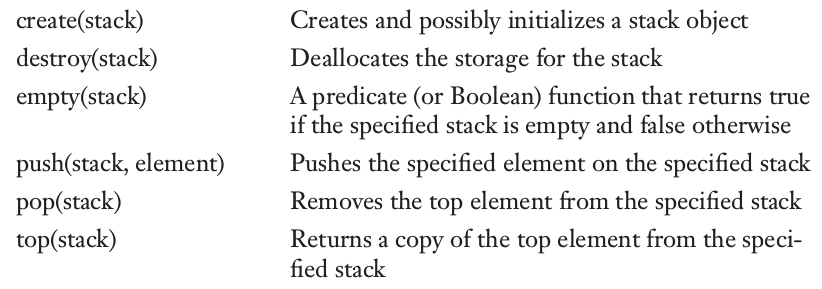 create(stack) Creates and possibly initializes a stack object
destroy(stack) Deallocates the storage for the stack
empty(stack) A predicate (or Boolean) function that returns true
if the specified stack is empty and false otherwise
push(stack, element) Pushes the specified element on the specified stack
pop(stack) Removes the top element from the specified stack
top(stack) Returns a copy of the top element from the speci-
fied stack